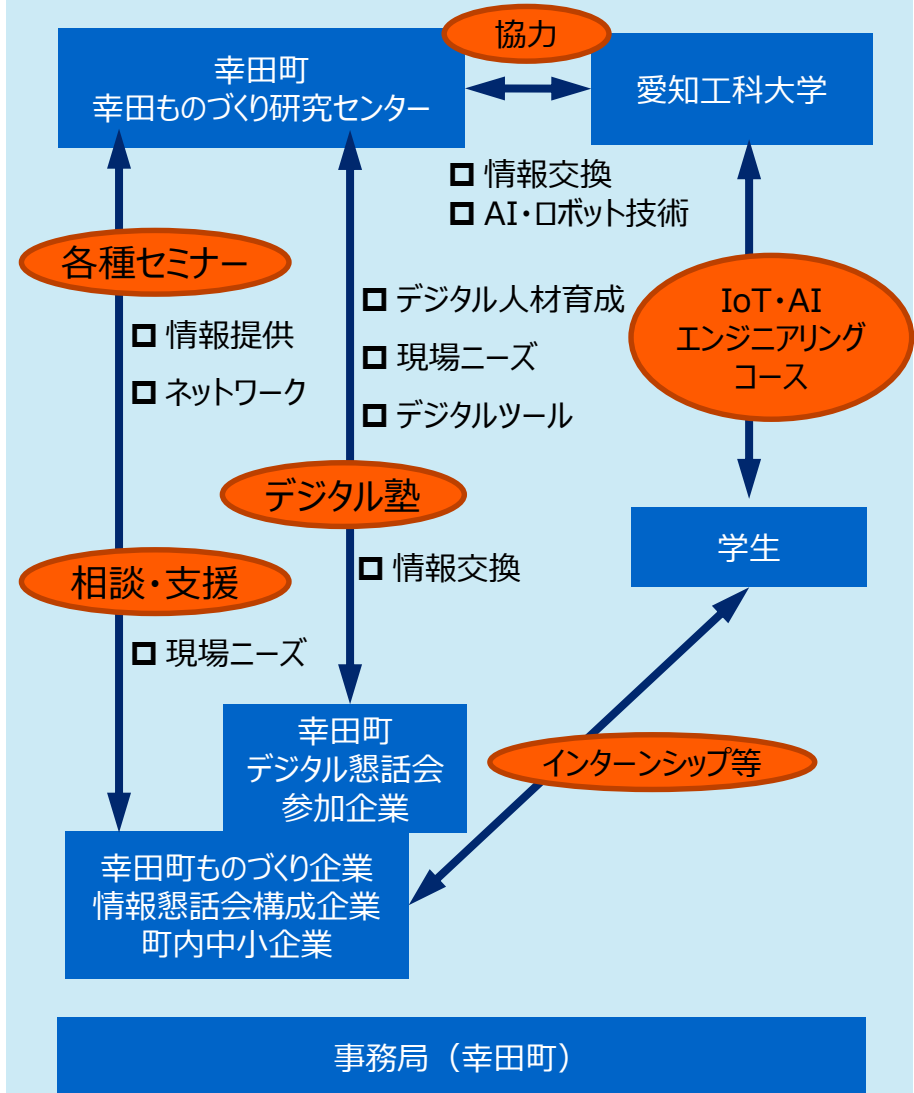 協力
幸田町
幸田ものづくり研究センター
愛知工科大学
情報交換
AI・ロボット技術
各種セミナー
情報提供
ネットワーク
デジタル人材育成
現場ニーズ
デジタルツール
IoT・AI
エンジニアリング
コース
デジタル塾
情報交換
学生
相談・支援
現場ニーズ
幸田町
デジタル懇話会
参加企業
インターンシップ等
幸田町ものづくり企業
情報懇話会構成企業
町内中小企業
事務局（幸田町）